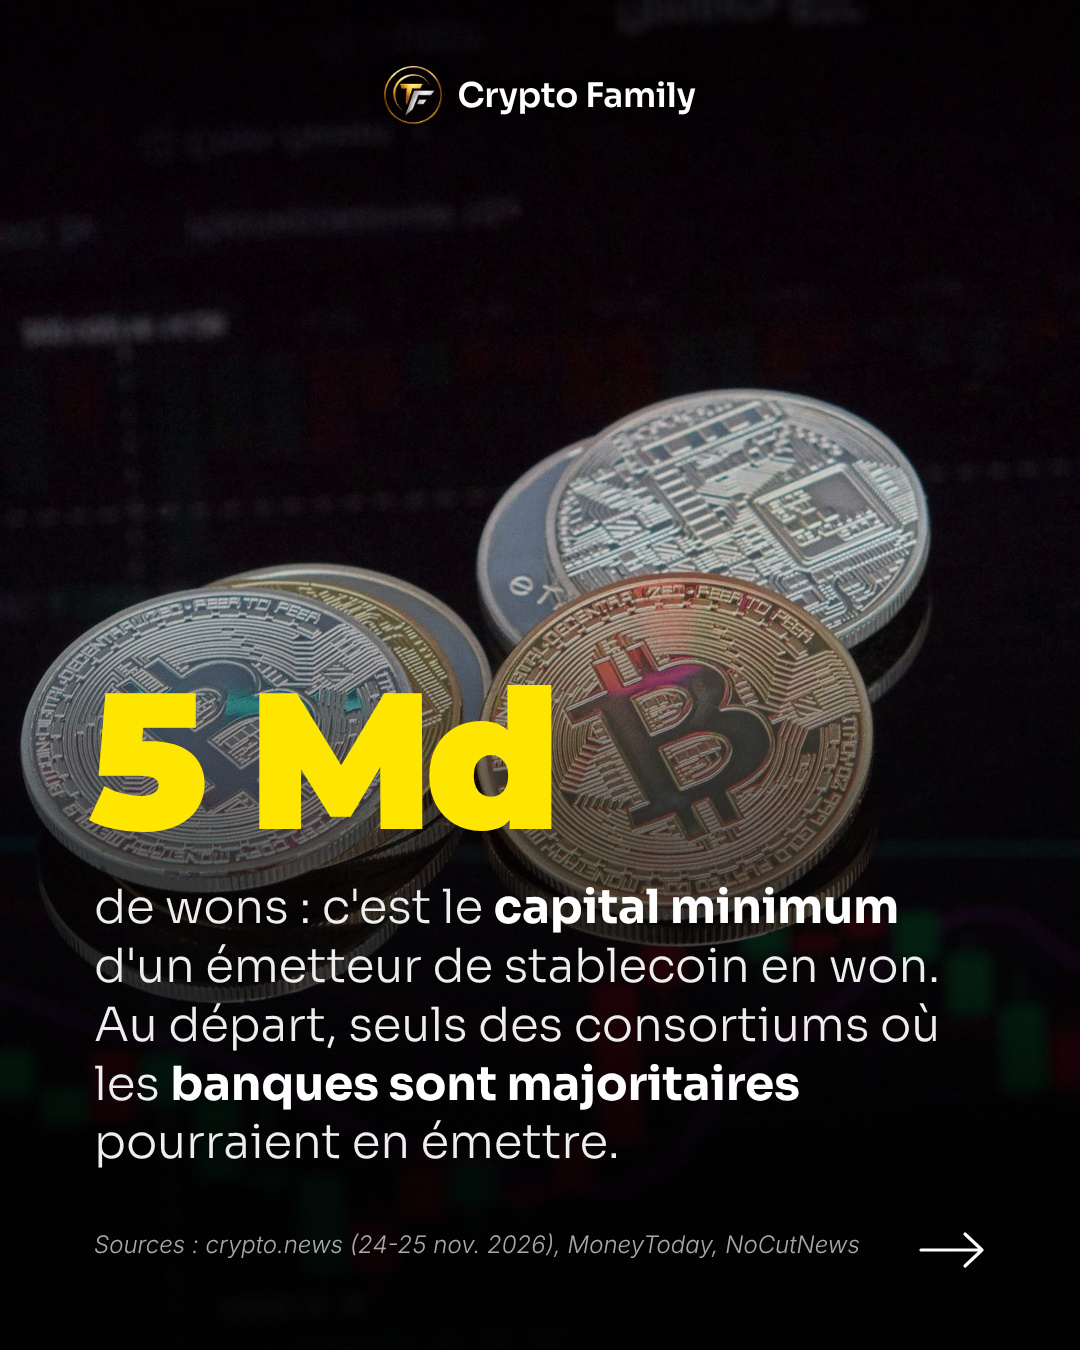 TF Crypto Family
5 Md
de wons : c'est le capital minimum
d'un émetteur de stablecoin en won.
Au départ, seuls des consortiums où
les banques sont majoritaires
pourraient en émettre.
Sources : crypto.news (24-25 nov. 2026), MoneyToday, NoCutNews